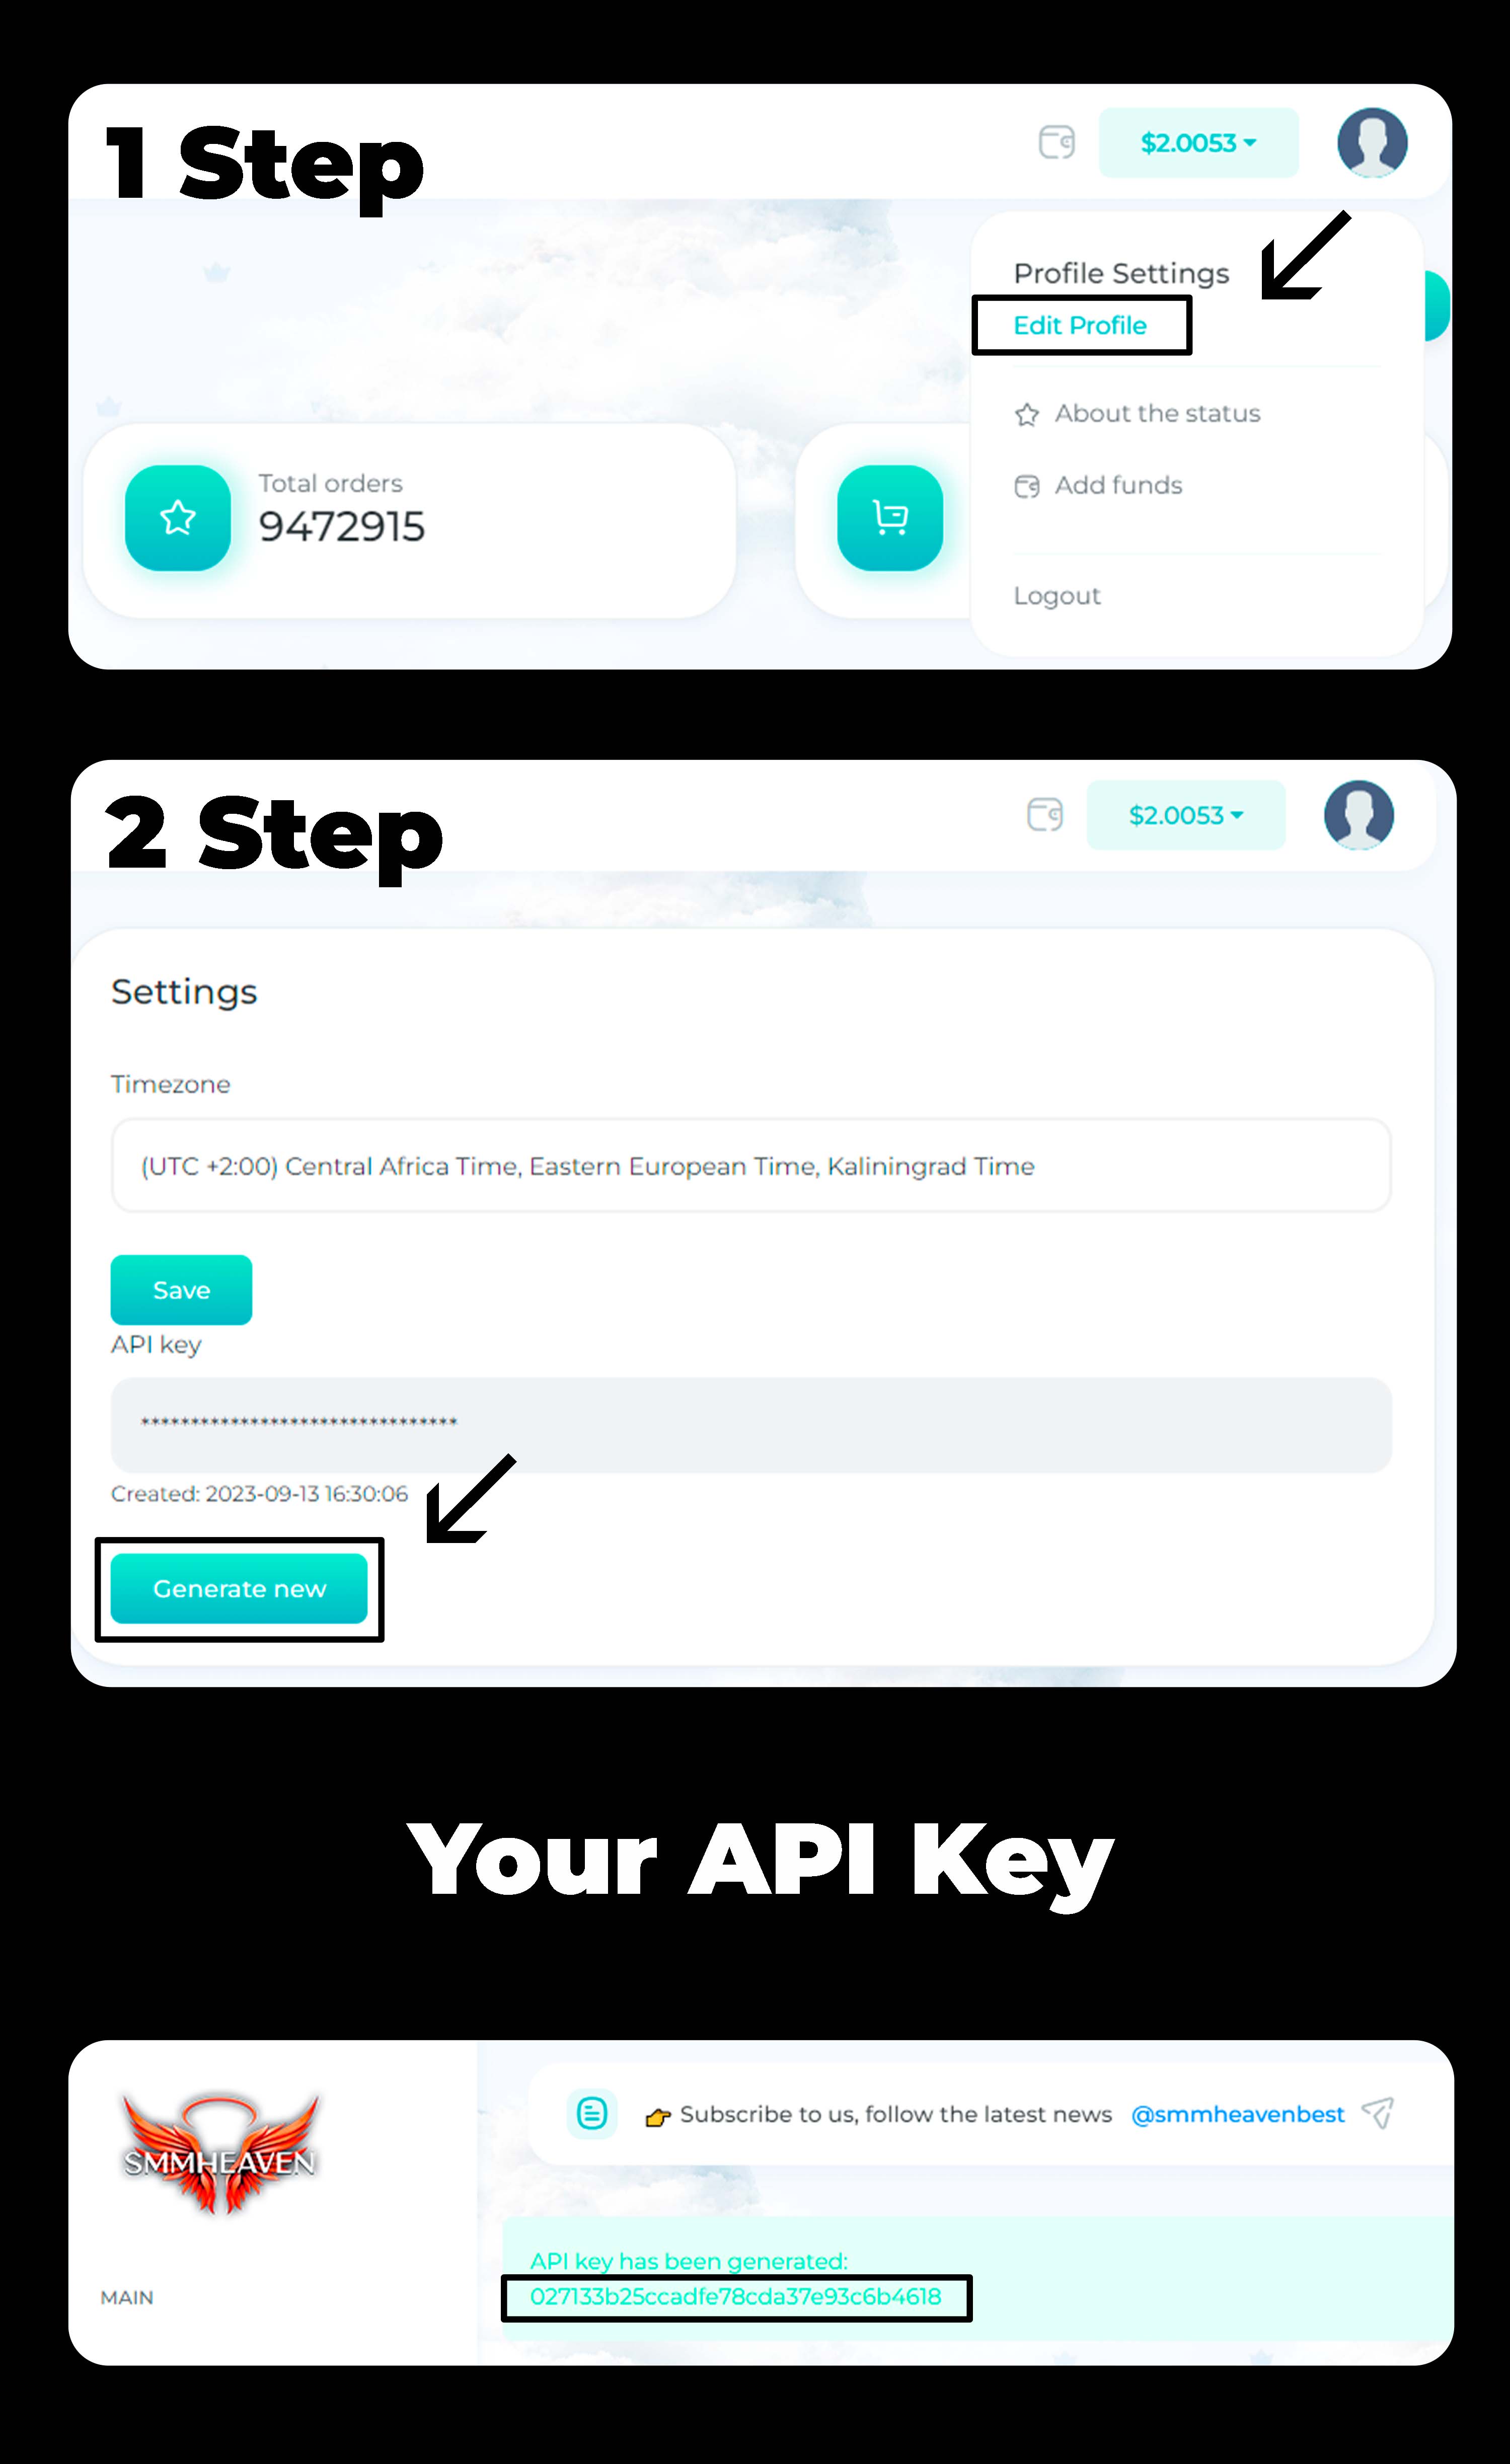 1 Step
$2.0053
Profile Settings
Edit Profile
About the status
Add funds
Logout
Total orders
9472915
2 Step
$2.0053
Settings
Timezone
(UTC +2:00) Central Africa Time, Eastern European Time, Kaliningrad Time
Save
API key
********************************
Created: 2023-09-13 16:30:06
Generate new
Your API Key
SMMHEAVEN
👉 Subscribe to us, follow the latest news @smmheavenbest
API key has been generated:
027133b25ccadfe78cda37e93c6b4618
MAIN